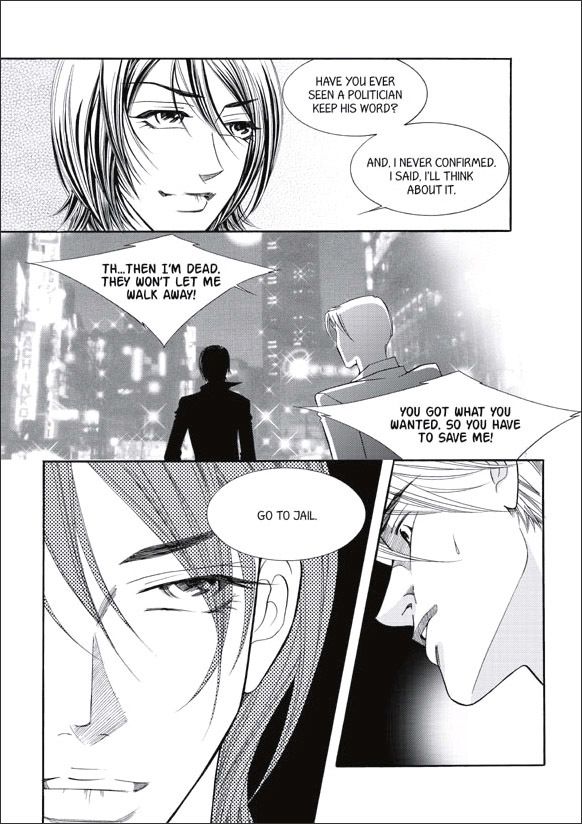 HAVE YOU EVER
SEEN A POLITICIAN
KEEP HIS WORD?
AND, I NEVER CONFIRMED.
I SAID, I'LL THINK
ABOUT IT.
TH...THEN I'M DEAD.
THEY WON'T LET ME
WALK AWAY!
YOU GOT WHAT YOU
WANTED, SO YOU HAVE
TO SAVE ME!
GO TO JAIL.